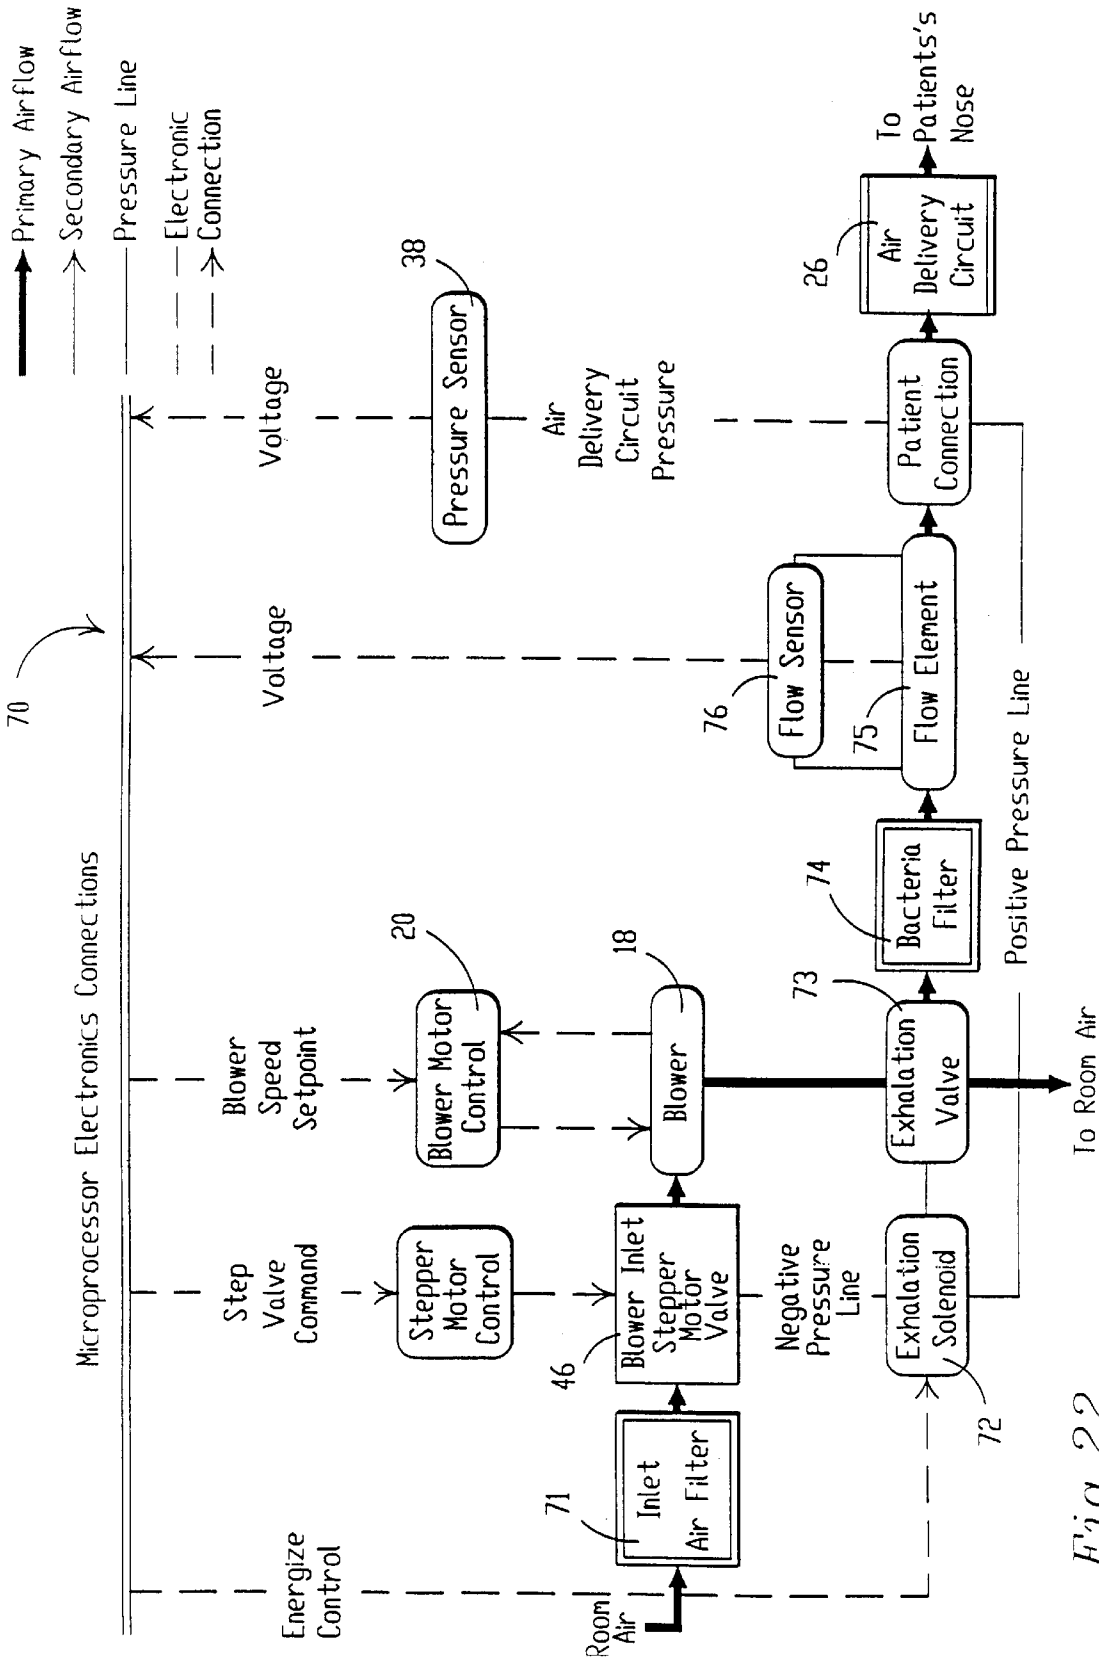 Primary Airflow
Secondary Airflow
Pressure Line
Electronic
Connection
70
Microprocessor Electronics Connections
Energize
Control
Step
Valve
Command
Blower
Speed
Setpoint
Voltage
Voltage
Stepper
Motor
Control
Blower Motor
Control
20
Pressure Sensor
38
Air
Delivery
Circuit
Pressure
Room
Air
71
Inlet
Air Filter
46
Blower Inlet
Stepper
Motor
Valve
Blower
18
Negative
Pressure
Line
76
Flow Sensor
72
Exhalation
Solenoid
73
Exhalation
Valve
74
Bacteria
Filter
75
Flow Element
Patient
Connection
26
Air
Delivery
Circuit
To
Patients's
Nose
Positive Pressure Line
To Room Air
Fig. 22